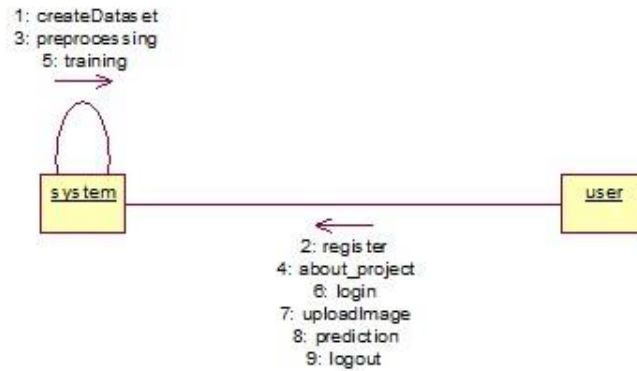 1: createDataset
3: preprocessing
5: training
system
user
2: register
4: about_project
6: login
7: uploadImage
8: prediction
9: logout